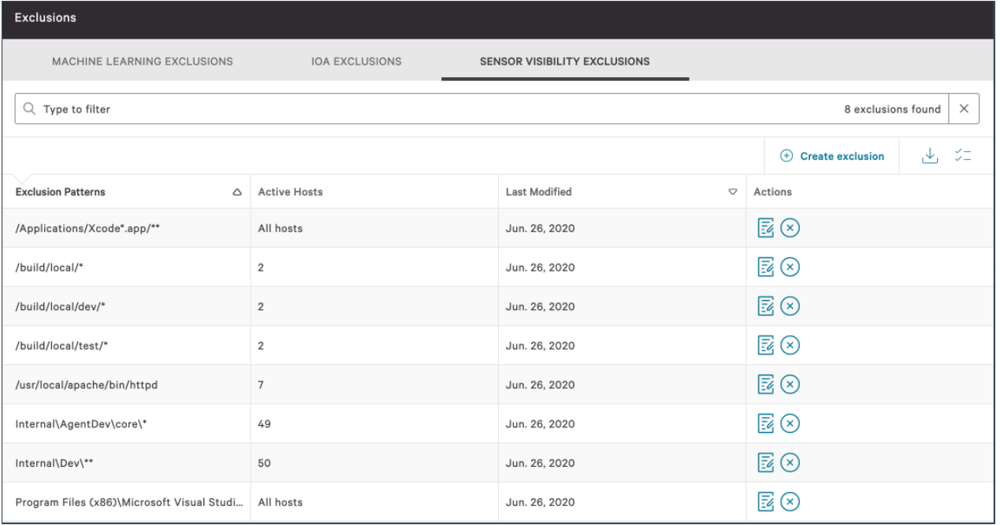 Exclusions
MACHINE LEARNING EXCLUSIONS IOA EXCLUSIONS SENSOR VISIBILITY EXCLUSIONS
Type to filter 8 exclusions found
Create exclusion
Exclusion Patterns Active Hosts Last Modified Actions
/Applications/Xcode*.app/** All hosts Jun. 26, 2020
/build/local/* 2 Jun. 26, 2020
/build/local/dev/* 2 Jun. 26, 2020
/build/local/test/* 2 Jun. 26, 2020
/usr/local/apache/bin/httpd 7 Jun. 26, 2020
Internal\AgentDev\core\* 49 Jun. 26, 2020
Internal\Dev\** 50 Jun. 26, 2020
Program Files (x86)\Microsoft Visual Studi... All hosts Jun. 26, 2020